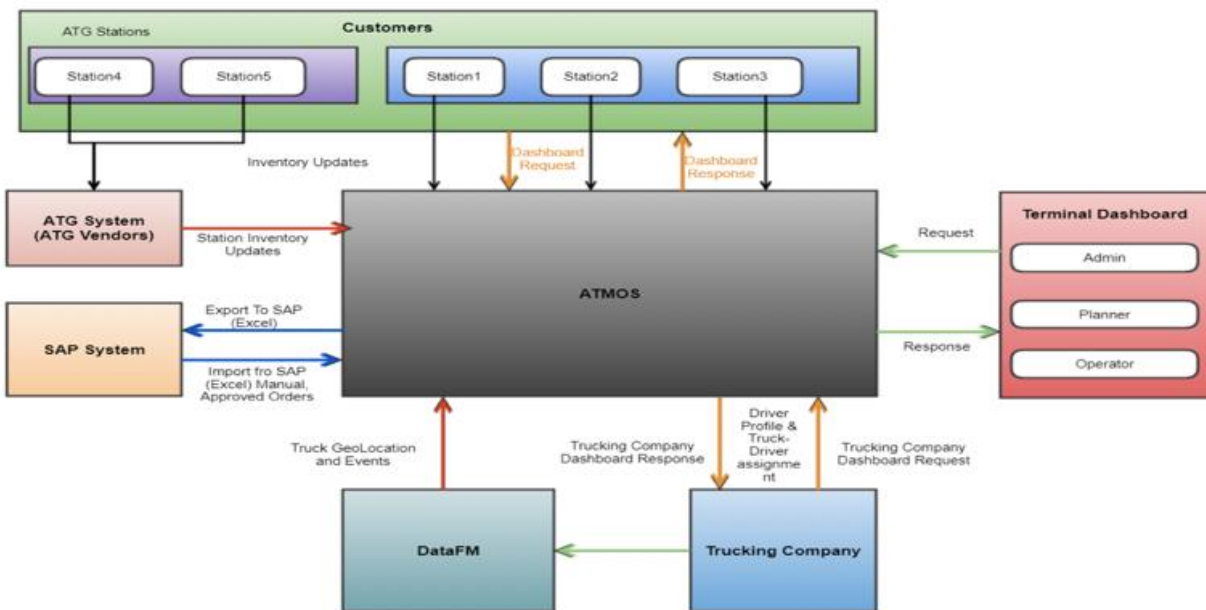 Customers
ATG Stations
Station4
Station5
Station1
Station2
Station3
Inventory Updates
Dashboard
Request
Dashboard
Response
ATG System
(ATG Vendors)
Station Inventory
Updates
ATMOS
Terminal Dashboard
Request
Admin
Planner
Response
Operator
SAP System
Export To SAP
(Excel)
Import fro SAP
(Excel) Manual,
Approved Orders
Truck GeoLocation
and Events
Trucking Company
Dashboard Response
Driver
Profile &
Truck-
Driver
assignme
nt
Trucking Company
Dashboard Request
DataFM
Trucking Company